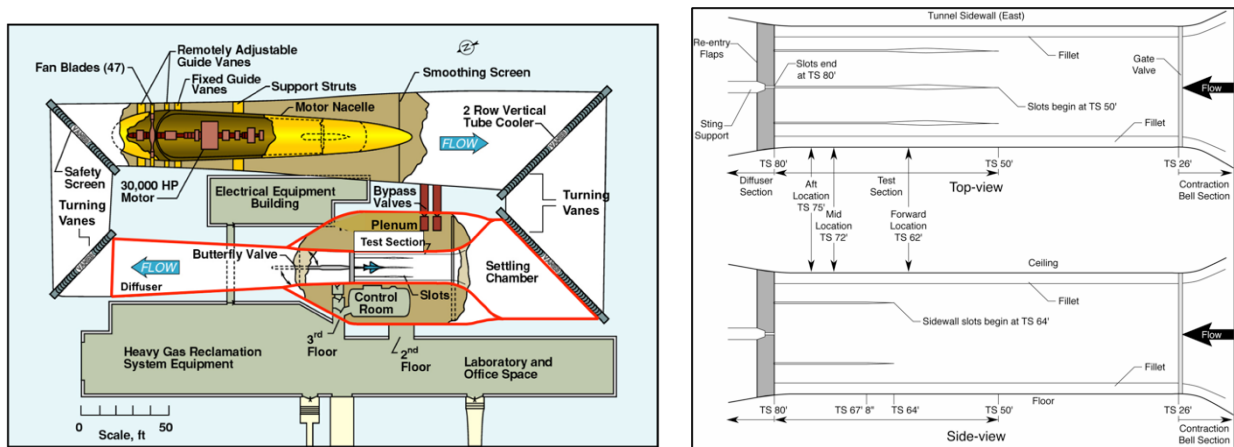 Remotely Adjustable
Guide Vanes
Fan Blades (47)
Fixed Guide
Vanes
Support Struts
Motor Nacelle
Smoothing Screen
2 Row Vertical
Tube Cooler
FLOW
Safety
Screen
30,000 HP
Motor
Turning
Vanes
Electrical Equipment
Building
Bypass
Valves
Turning
Vanes
Plenum
Test Section
Butterfly Valve
FLOW
Diffuser
Settling
Chamber
Slots
Control
Room
3rd
Floor
2nd
Floor
Heavy Gas Reclamation
System Equipment
Laboratory and
Office Space
0
50
Scale, ft
Tunnel Sidewall (East)
Re-entry
Flaps
Fillet
Gate
Valve
Slots end
at TS 80'
Flow
Sting
Support
Slots begin at TS 50'
Fillet
TS 80'
TS 50'
TS 26'
Diffuser
Section
Aft
Location
TS 75'
Mid
Location
TS 72'
Test
Section
Forward
Location
TS 62'
Top-view
Contraction
Bell Section
Ceiling
Fillet
Sidewall slots begin at TS 64'
Flow
Fillet
Floor
TS 80'
TS 67' 8"
TS 64'
TS 50'
TS 26'
Side-view
Contraction
Bell Section